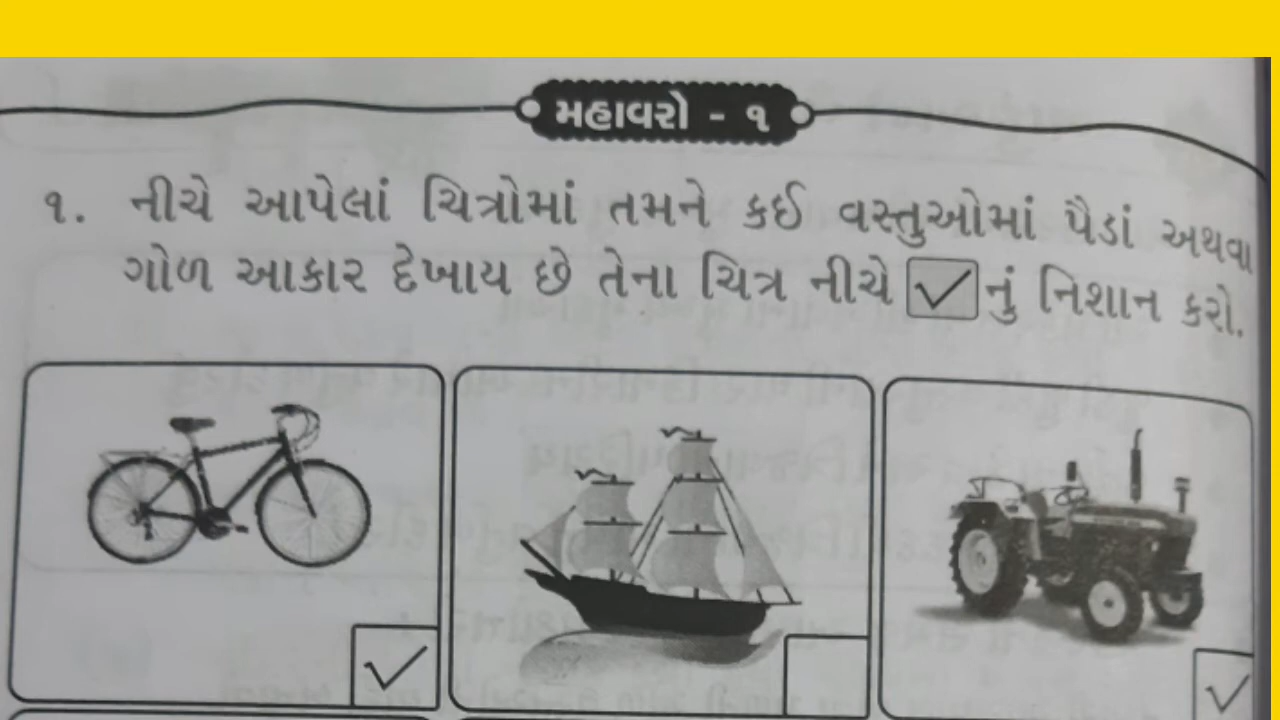 મહાવરો - ૧
૧. નીચે આપેલાં ચિત્રોમાં તમને કઈ વસ્તુઓમાં પૈડાં અથવા
ગોળ આકાર દેખાય છે તેના ચિત્ર નીચે ✓ નું નિશાન કરો.